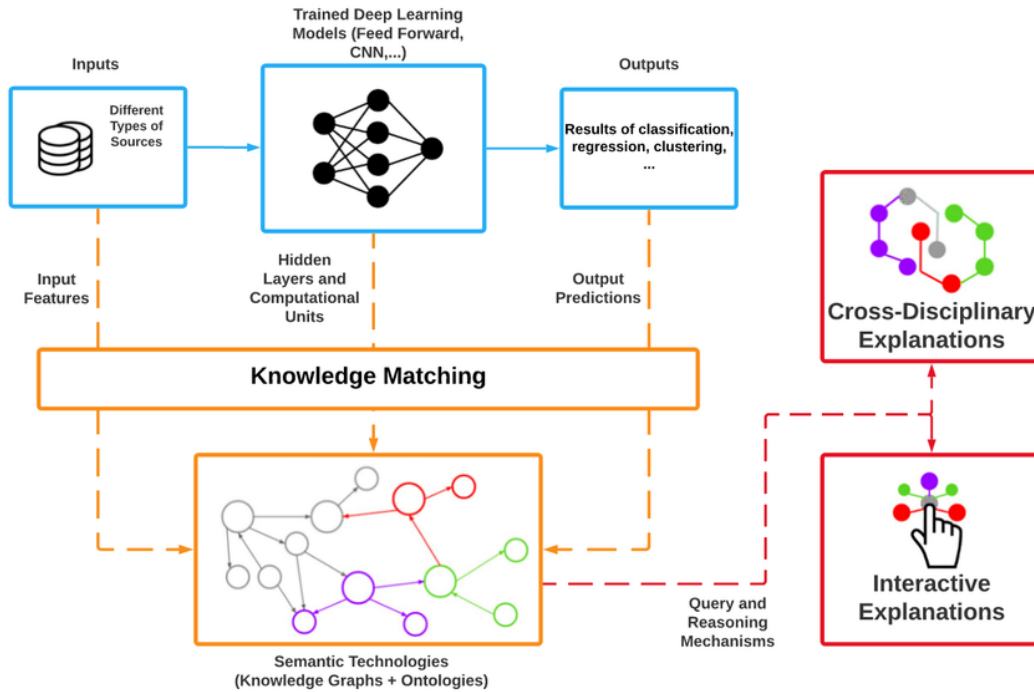 Trained Deep Learning
Models (Feed Forward,
CNN,...)
Inputs
Outputs
Different
Types of
Sources
Results of classification,
regression, clustering,
...
Input
Features
Hidden
Layers and
Computational
Units
Output
Predictions
Knowledge Matching
Semantic Technologies
(Knowledge Graphs + Ontologies)
Query and
Reasoning
Mechanisms
Cross-Disciplinary
Explanations
Interactive
Explanations